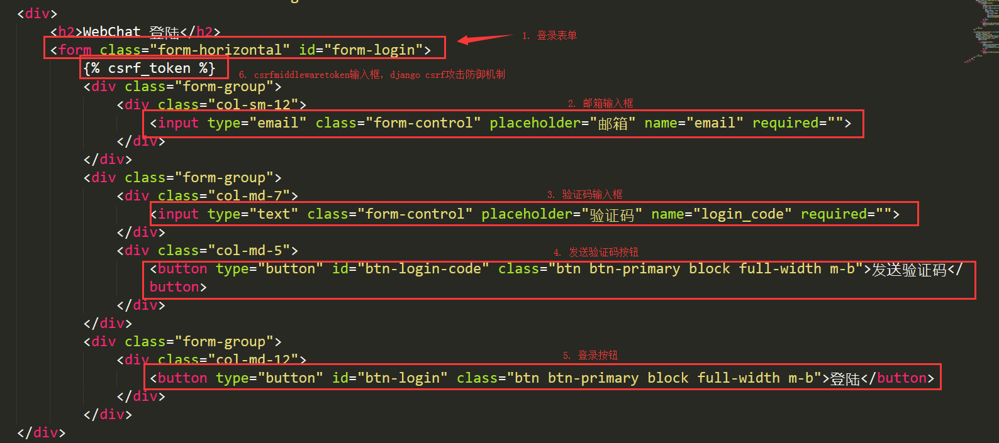 <div>
<h2>WebChat 登陆</h2>
1. 登录表单
<form class="form-horizontal" id="form-login">
{% csrf_token %}
6. csrfmiddlewaretoken输入框，django csrf攻击防御机制
<div class="form-group">
<div class="col-sm-12">
2. 邮箱输入框
<input type="email" class="form-control" placeholder="邮箱" name="email" required="">
</div>
</div>
<div class="form-group">
<div class="col-md-7">
3. 验证码输入框
<input type="text" class="form-control" placeholder="验证码" name="login_code" required="">
</div>
<div class="col-md-5">
4. 发送验证码按钮
<button type="button" id="btn-login-code" class="btn btn-primary block full-width m-b">发送验证码</
button>
</div>
</div>
<div class="form-group">
<div class="col-md-12">
5. 登录按钮
<button type="button" id="btn-login" class="btn btn-primary block full-width m-b">登陆</button>
</div>
</div>
</div>